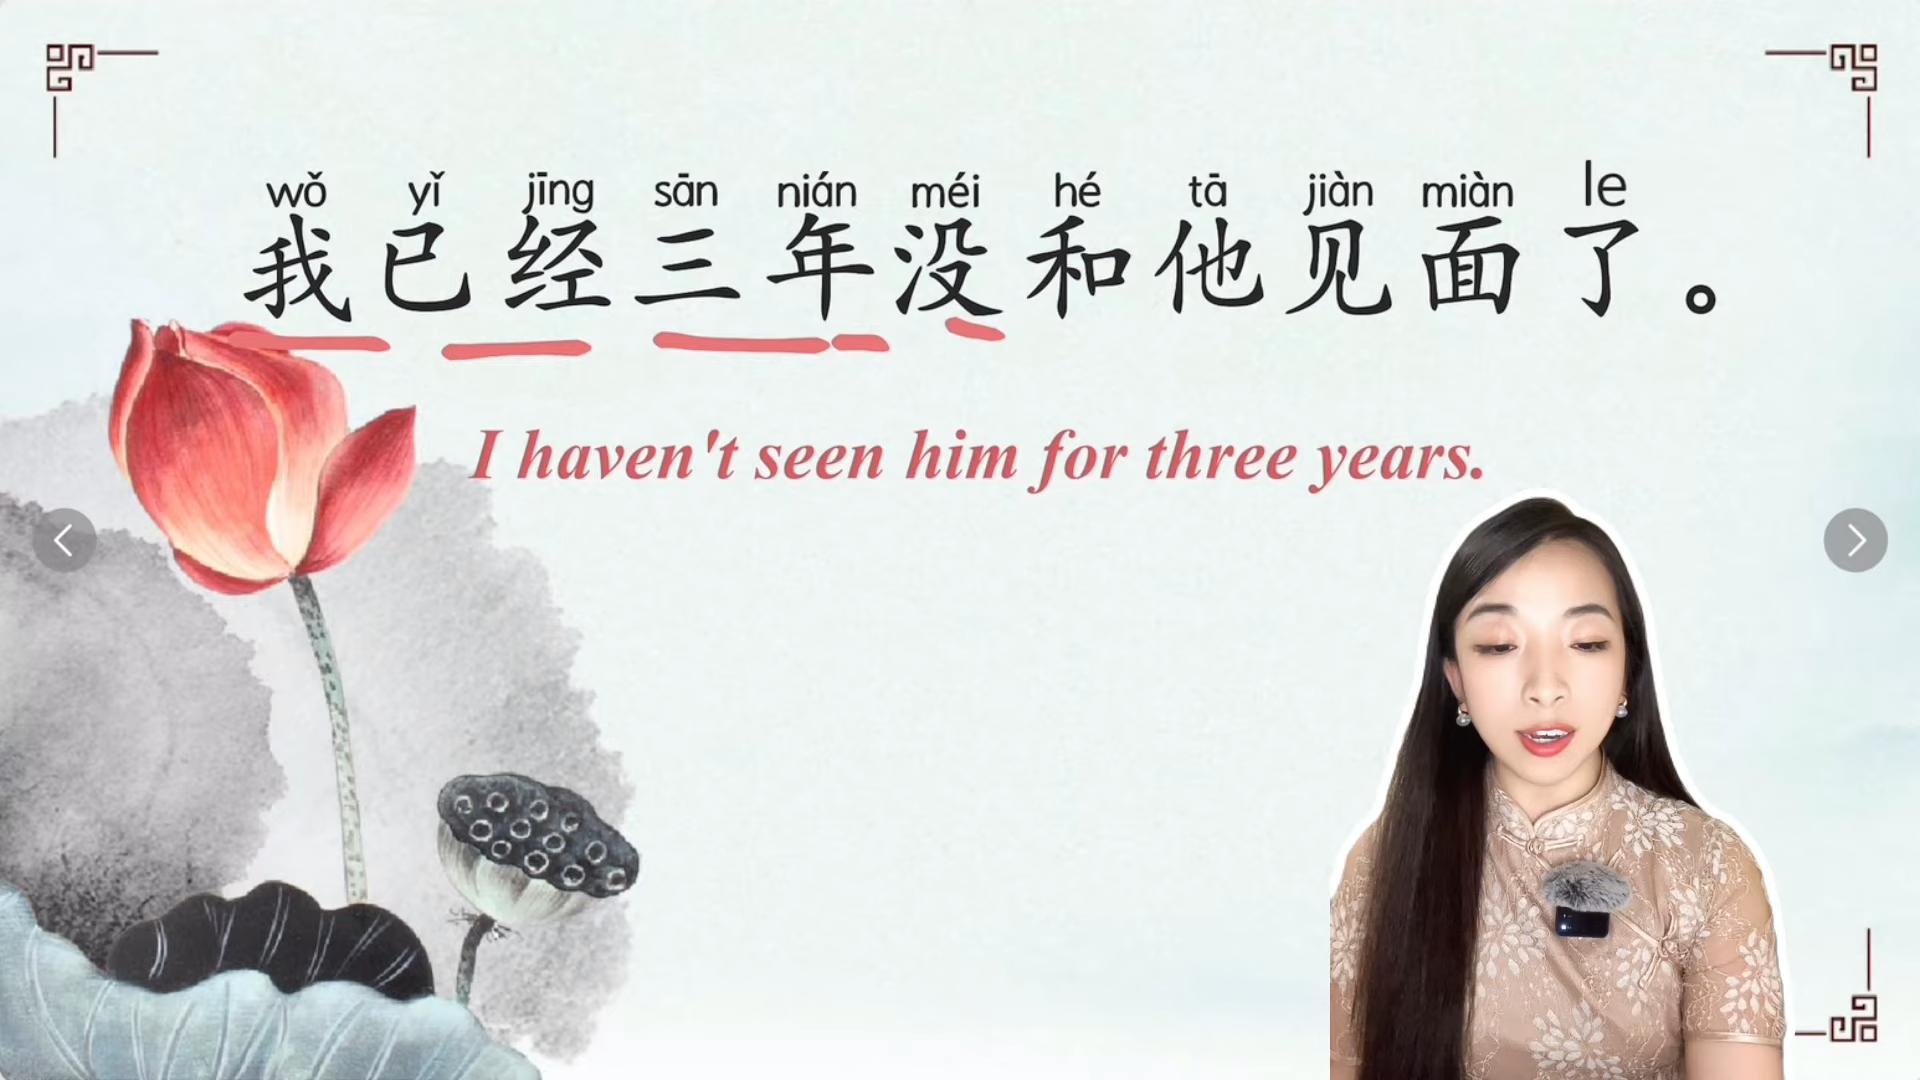 wǒ yǐ jīng sān nián méi hé tā jiàn miàn le
我已经三年没和他见面了。
I haven't seen him for three years.